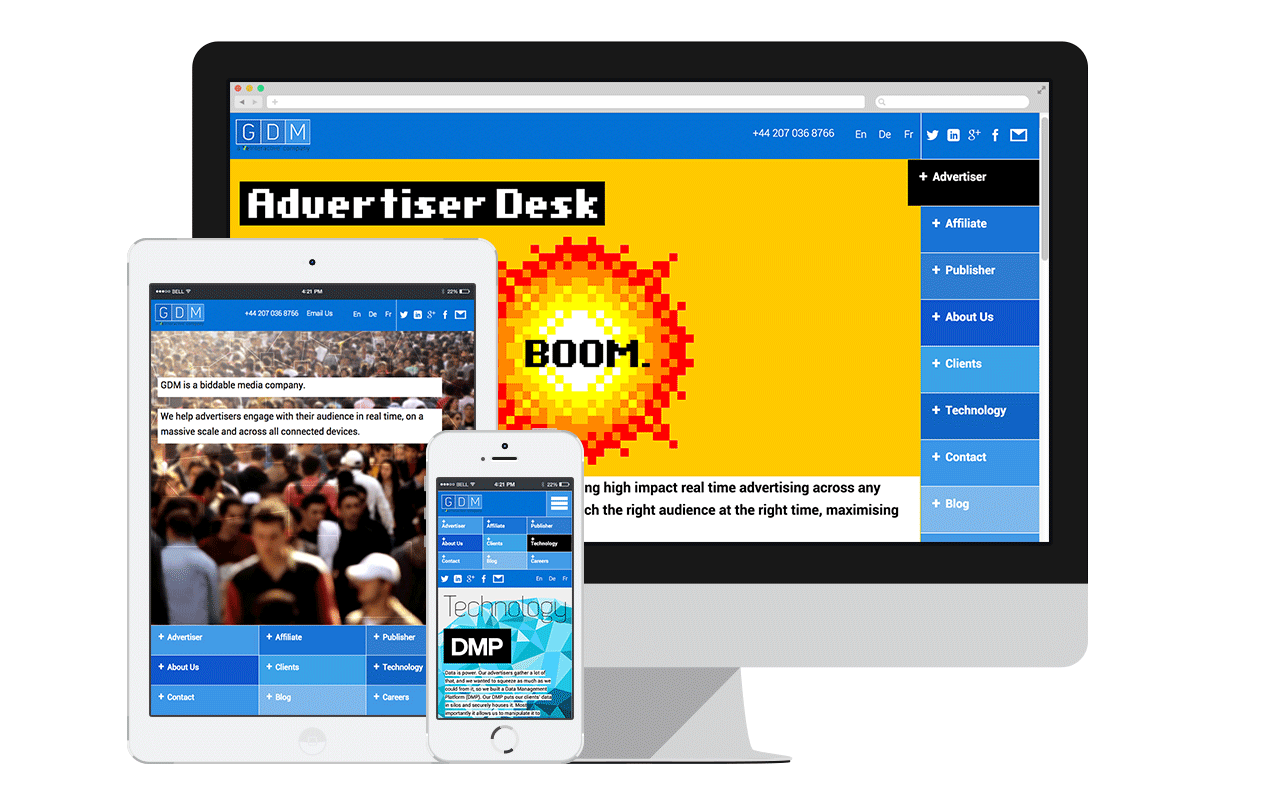 GDM
+44 207 036 8766 En De Fr
+ Advertiser
Advertiser Desk
+ Affiliate
+ Publisher
BOOM.
+ About Us
+ Clients
+ Technology
+ Contact
+ Blog
ng high impact real time advertising across any
ch the right audience at the right time, maximising
BELL 4:21 PM 22%
GDM
+44 207 036 8766 Email Us En De Fr
GDM is a biddable media company.
We help advertisers engage with their audience in real time, on a
massive scale and across all connected devices.
+ Advertiser + Affiliate + Publisher
+ About Us + Clients + Technology
+ Contact + Blog + Careers
BELL 4:21 PM 22%
GDM
+ Advertiser + Affiliate + Publisher
+ About Us + Clients + Technology
+ Contact + Blog + Careers
En De Fr
Technology
DMP
Data is power. Our advertisers gather a lot of
that, and we wanted to squeeze as much as we
could from it, so we built a Data Management
Platform (DMP). Our DMP puts our clients' data
in silos and securely houses it. Most
importantly it allows us to manipulate it to